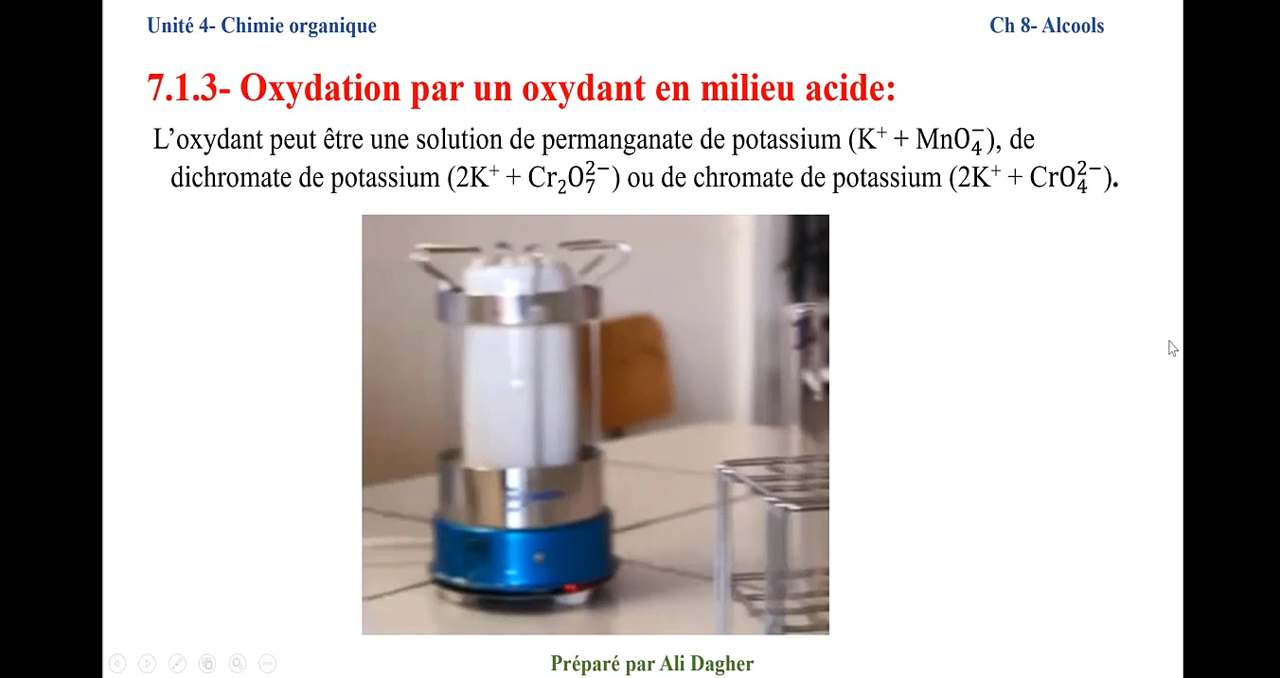 Unité 4- Chimie organique
Ch 8- Alcools
7.1.3- Oxydation par un oxydant en milieu acide:
L’oxydant peut être une solution de permanganate de potassium (K⁺ + MnO₄⁻), de
dichromate de potassium (2K⁺ + Cr₂O₇²⁻) ou de chromate de potassium (2K⁺ + CrO₄²⁻).
Préparé par Ali Dagher